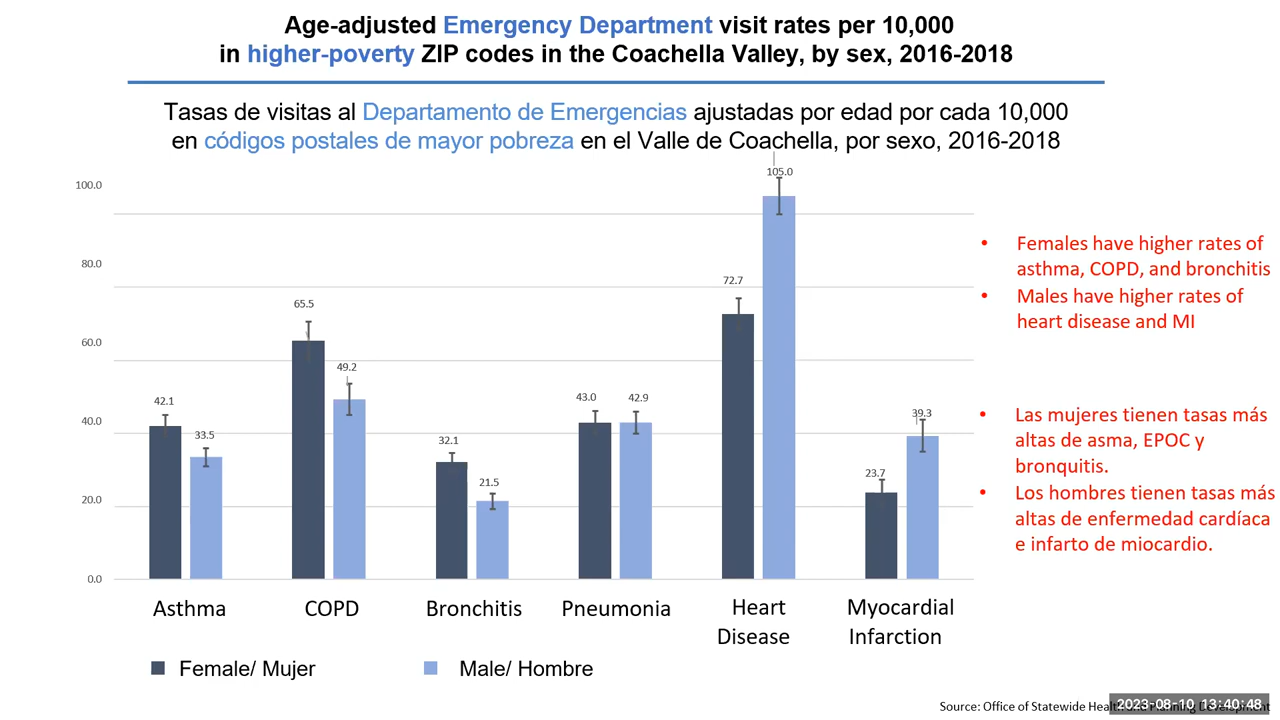 Age-adjusted Emergency Department visit rates per 10,000
in higher-poverty ZIP codes in the Coachella Valley, by sex, 2016-2018
Tasas de visitas al Departamento de Emergencias ajustadas por edad por cada 10,000
en códigos postales de mayor pobreza en el Valle de Coachella, por sexo, 2016-2018
100.0
80.0
60.0
40.0
20.0
0.0
42.1
33.5
65.5
49.2
32.1
21.5
43.0
42.9
72.7
105.0
23.7
39.3
Asthma
COPD
Bronchitis
Pneumonia
Heart
Disease
Myocardial
Infarction
Female/ Mujer
Male/ Hombre
• Females have higher rates of
asthma, COPD, and bronchitis
• Males have higher rates of
heart disease and MI
• Las mujeres tienen tasas más
altas de asma, EPOC y
bronquitis.
• Los hombres tienen tasas más
altas de enfermedad cardíaca
e infarto de miocardio.
Source: Office of Statewide Health and Planning Development
2023-08-10 13:40:48